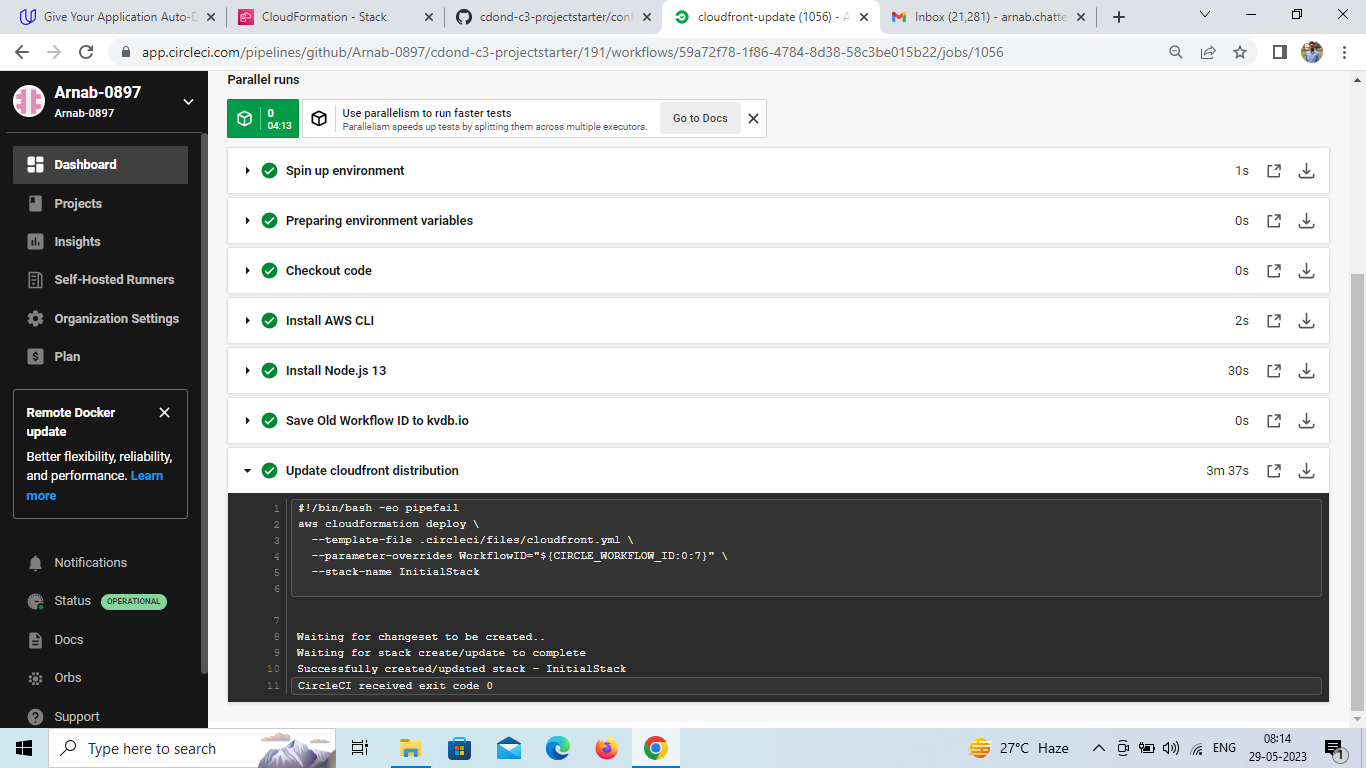 Give Your Application Auto-D
CloudFormation - Stack
cdond-c3-projectstarter/conf
cloudfront-update (1056) - A
Inbox (21,281) - arnab.chatte
app.circleci.com/pipelines/github/Arnab-0897/cdond-c3-projectstarter/191/workflows/59a72f78-1f86-4784-8d38-58c3be015b22/jobs/1056
Arnab-0897
Arnab-0897
Dashboard
Projects
Insights
Self-Hosted Runners
Organization Settings
Plan
Remote Docker
update
Better flexibility, reliability,
and performance. Learn
more
Notifications
Status OPERATIONAL
Docs
Orbs
Support
Parallel runs
0
04:13
Use parallelism to run faster tests
Parallelism speeds up tests by splitting them across multiple executors.
Go to Docs
Spin up environment 1s
Preparing environment variables 0s
Checkout code 0s
Install AWS CLI 2s
Install Node.js 13 30s
Save Old Workflow ID to kvdb.io 0s
Update cloudfront distribution 3m 37s
1 #!/bin/bash -eo pipefail
2 aws cloudformation deploy \
3 --template-file .circleci/files/cloudfront.yml \
4 --parameter-overrides WorkflowID="${CIRCLE_WORKFLOW_ID:0:7}" \
5 --stack-name InitialStack
6
7
8 Waiting for changeset to be created..
9 Waiting for stack create/update to complete
10 Successfully created/updated stack - InitialStack
11 CircleCI received exit code 0
Type here to search
27°C Haze
ENG
08:14
29-05-2023
1